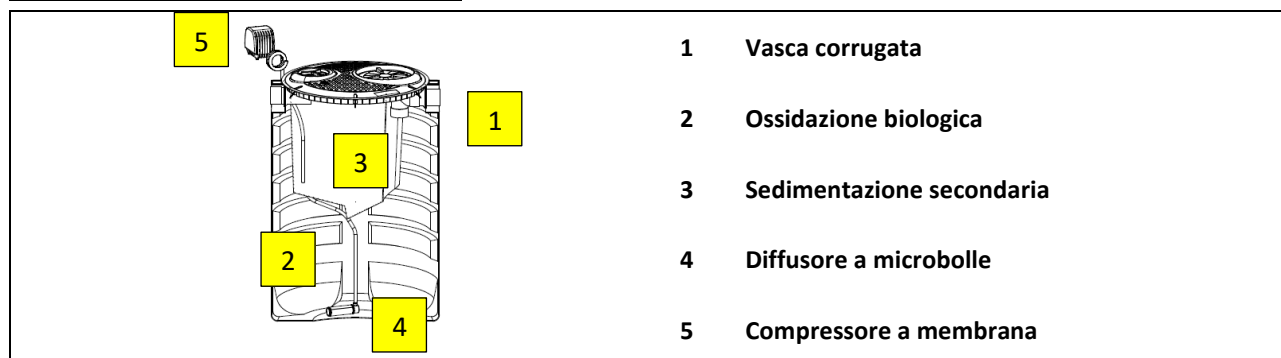 5
1
3
2
4
1 Vasca corrugata
2 Ossidazione biologica
3 Sedimentazione secondaria
4 Diffusore a microbolle
5 Compressore a membrana